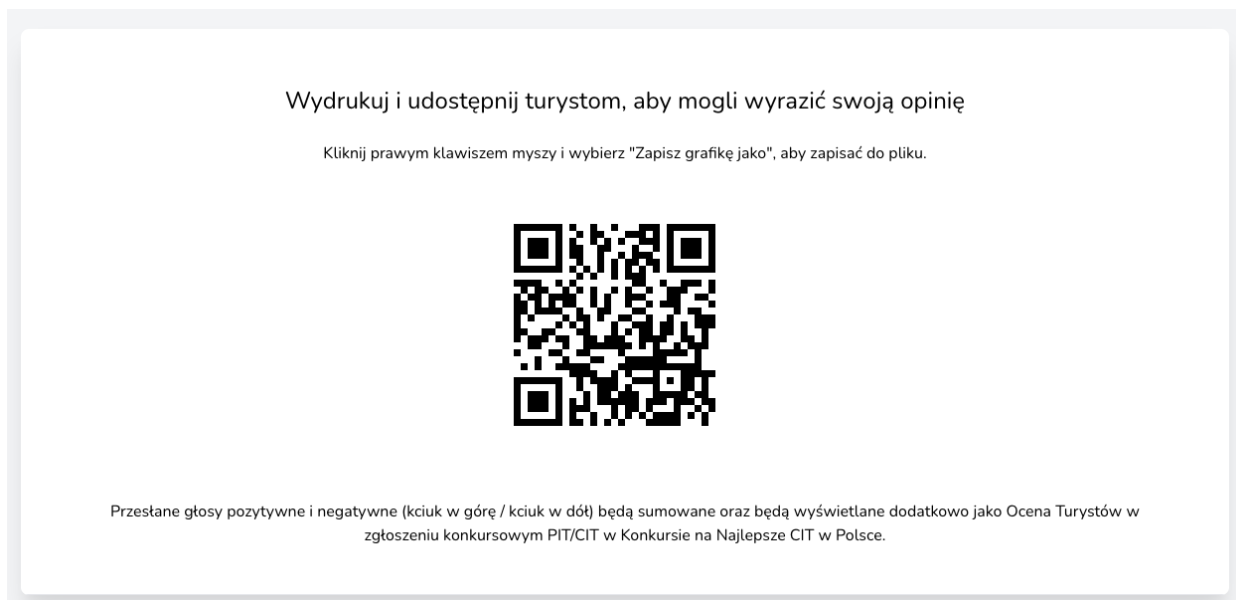 Wydrukuj i udostępnij turystom, aby mogli wyrazić swoją opinię
Kliknij prawym klawiszem myszy i wybierz "Zapisz grafikę jako", aby zapisać do pliku.
Przesłane głosy pozytywne i negatywne (kciuk w górę / kciuk w dół) będą sumowane oraz będą wyświetlane dodatkowo jako Ocena Turystów w
zgłoszeniu konkursowym PIT/CIT w Konkursie na Najlepsze CIT w Polsce.